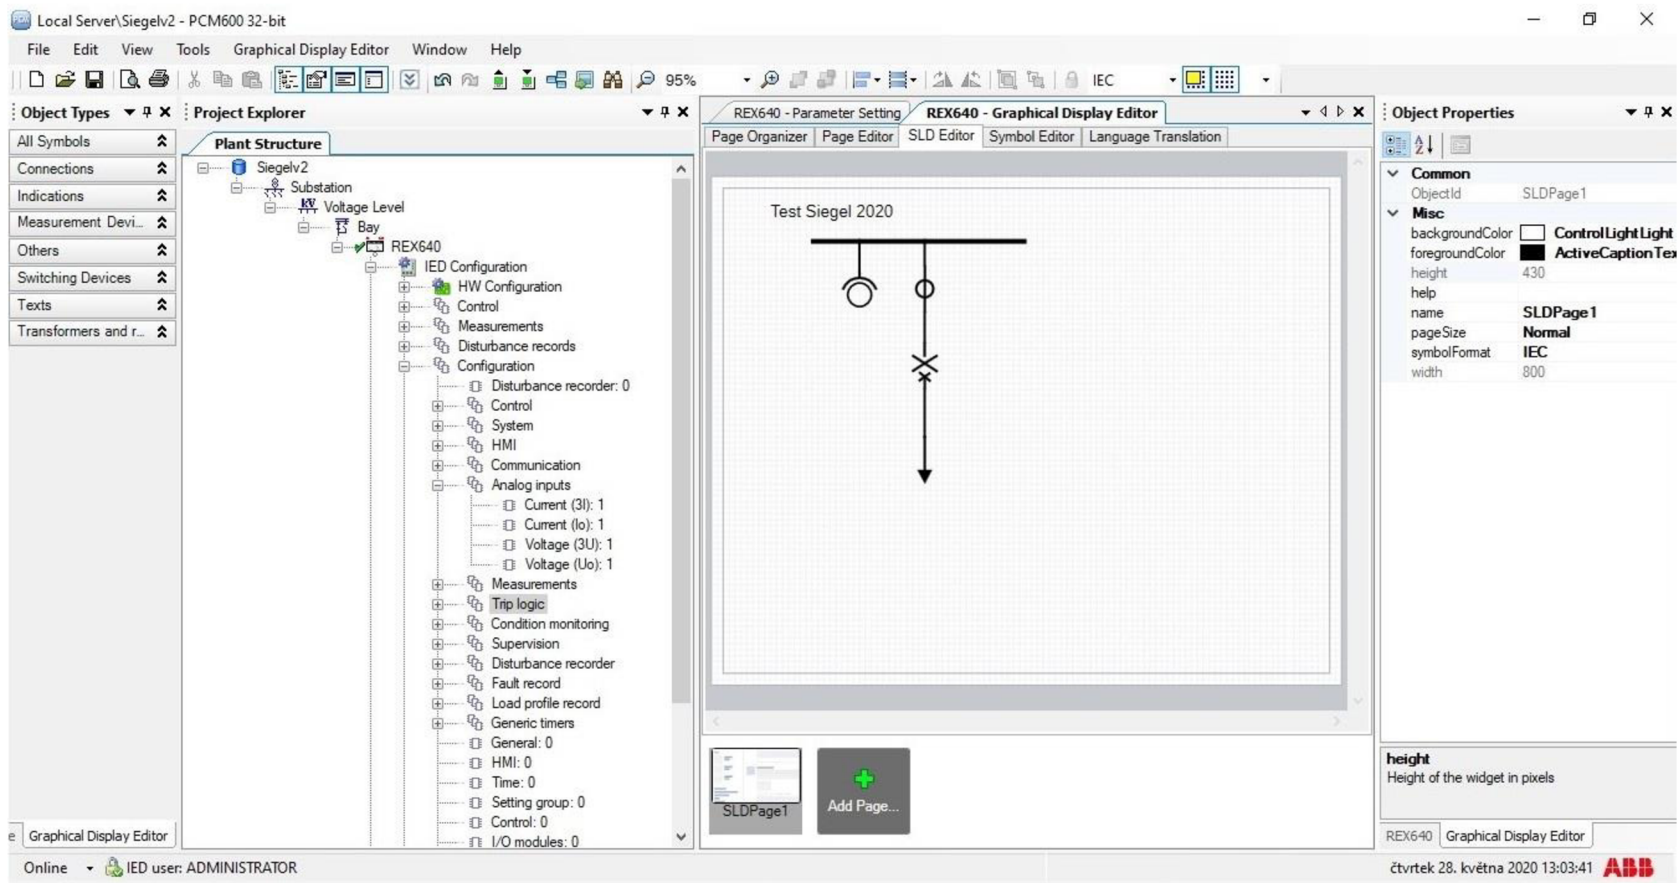 Local Server\Siegelv2 - PCM600 32-bit
File Edit View Tools Graphical Display Editor Window Help
95% IEC
Object Types
All Symbols
Connections
Indications
Measurement Devi...
Others
Switching Devices
Texts
Transformers and r...
Graphical Display Editor
Project Explorer
Plant Structure
Siegelv2
Substation
Voltage Level
Bay
REX640
IED Configuration
HW Configuration
Control
Measurements
Disturbance records
Configuration
Disturbance recorder: 0
Control
System
HMI
Communication
Analog inputs
Current (3I): 1
Current (Io): 1
Voltage (3U): 1
Voltage (Uo): 1
Measurements
Trip logic
Condition monitoring
Supervision
Disturbance recorder
Fault record
Load profile record
Generic timers
General: 0
HMI: 0
Time: 0
Setting group: 0
Control: 0
I/O modules: 0
REX640 - Parameter Setting REX640 - Graphical Display Editor
Page Organizer Page Editor SLD Editor Symbol Editor Language Translation
Test Siegel 2020
SLDPage1
Add Page...
Object Properties
Common
ObjectId SLDPage1
Misc
backgroundColor ControlLightLight
foregroundColor ActiveCaptionTex
height 430
help
name SLDPage1
pageSize Normal
symbolFormat IEC
width 800
height
Height of the widget in pixels
REX640 Graphical Display Editor
Online IED user: ADMINISTRATOR
čtvrtek 28. května 2020 13:03:41 ABB